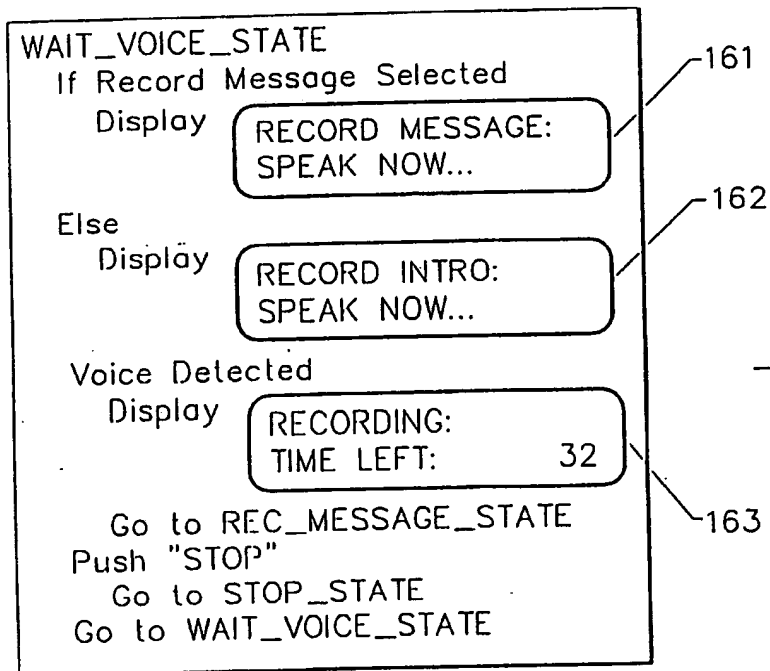 WAIT_VOICE_STATE
If Record Message Selected
Display
RECORD MESSAGE:
SPEAK NOW...
161
Else
Display
RECORD INTRO:
SPEAK NOW...
162
Voice Detected
Display
RECORDING:
TIME LEFT: 32
163
Go to REC_MESSAGE_STATE
Push "STOP"
Go to STOP_STATE
Go to WAIT_VOICE_STATE